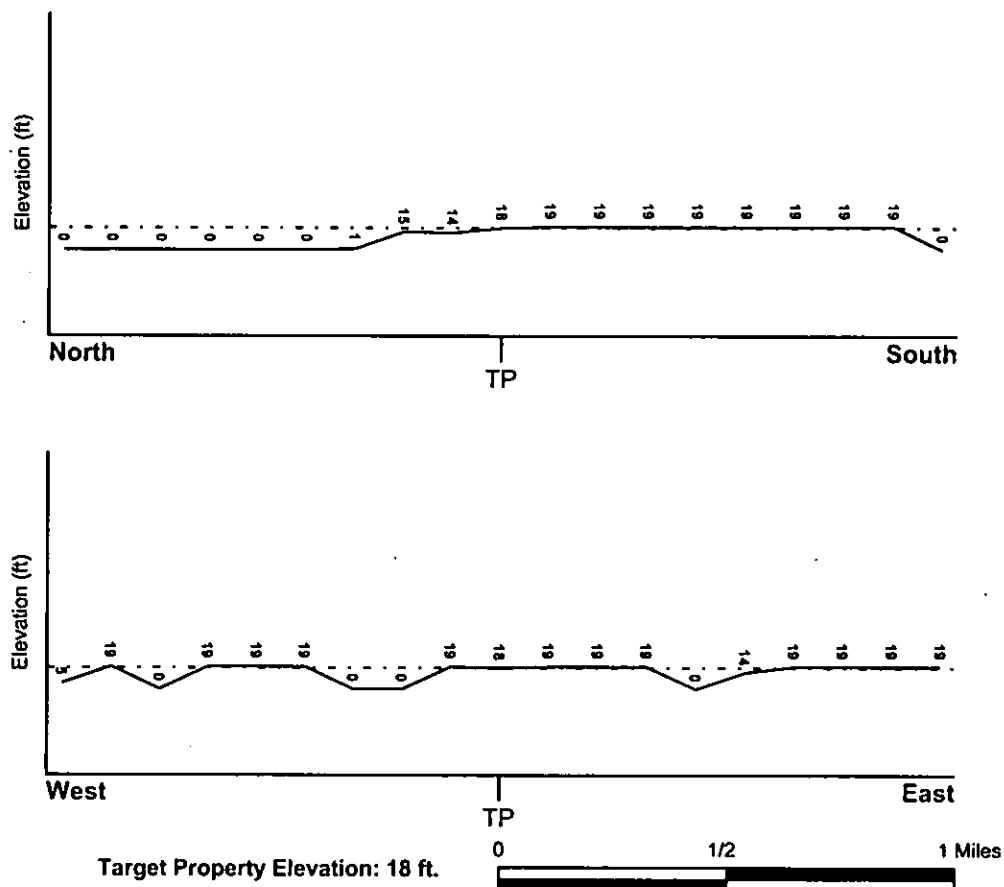 Elevation (ft)
0 0 0 0 0 0 1 15 14 18 19 19 19 19 19 19 19 19 0
North South
TP
Elevation (ft)
5 19 0 19 19 19 0 0 19 18 19 19 19 0 14 19 19 19 19
West East
TP
Target Property Elevation: 18 ft.
0 1/2 1 Miles